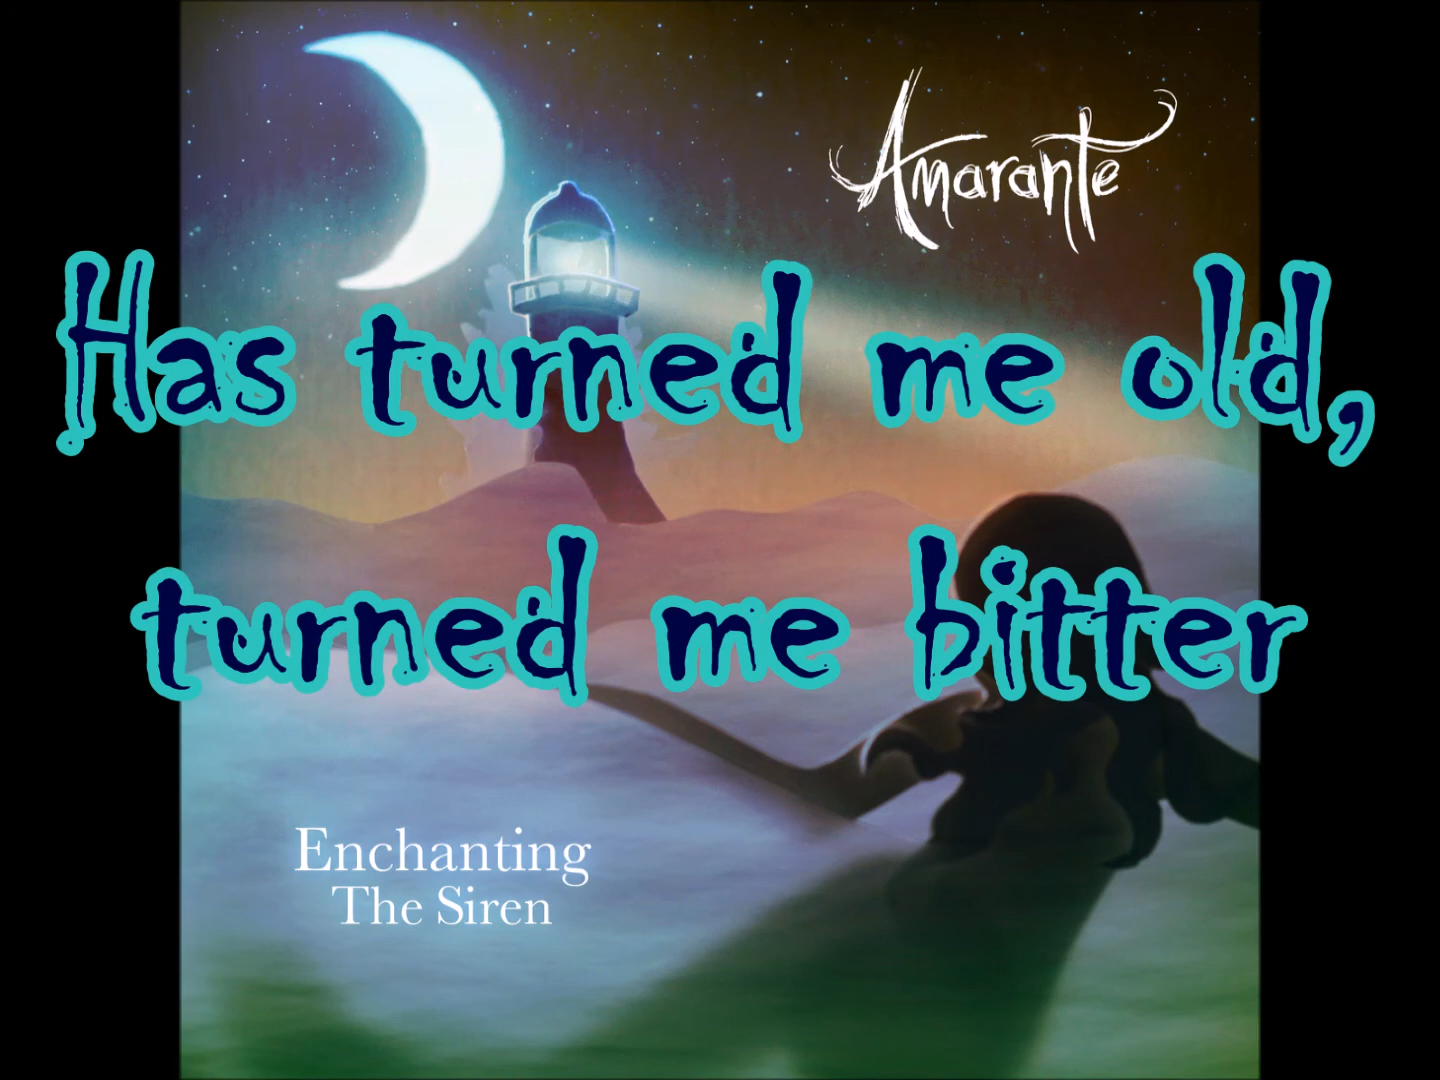 Amarante
Has turned me old,
turned me bitter
Enchanting
The Siren